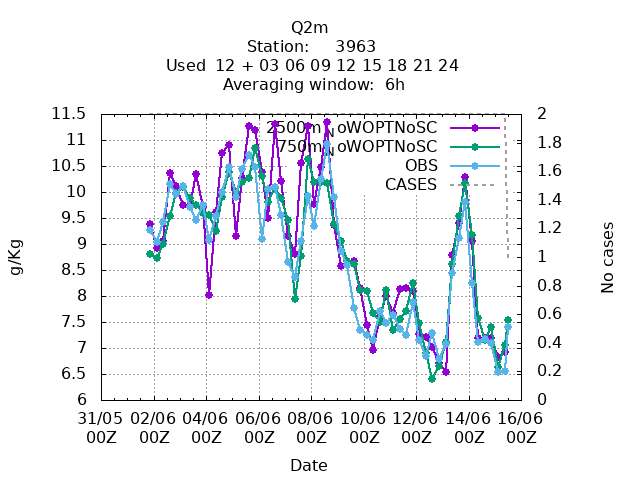 Q2m
Station: 3963
Used 12 + 03 06 09 12 15 18 21 24
Averaging window: 6h
11.5
11
10.5
10
9.5
9
8.5
8
7.5
7
6.5
6
2
1.8
1.6
1.4
1.2
1
0.8
0.6
0.4
0.2
0
g/Kg
No cases
2500m_NoWOPTNoSC
750m_NoWOPTNoSC
OBS
CASES
31/05 02/06 04/06 06/06 08/06 10/06 12/06 14/06 16/06
00Z 00Z 00Z 00Z 00Z 00Z 00Z 00Z 00Z
Date